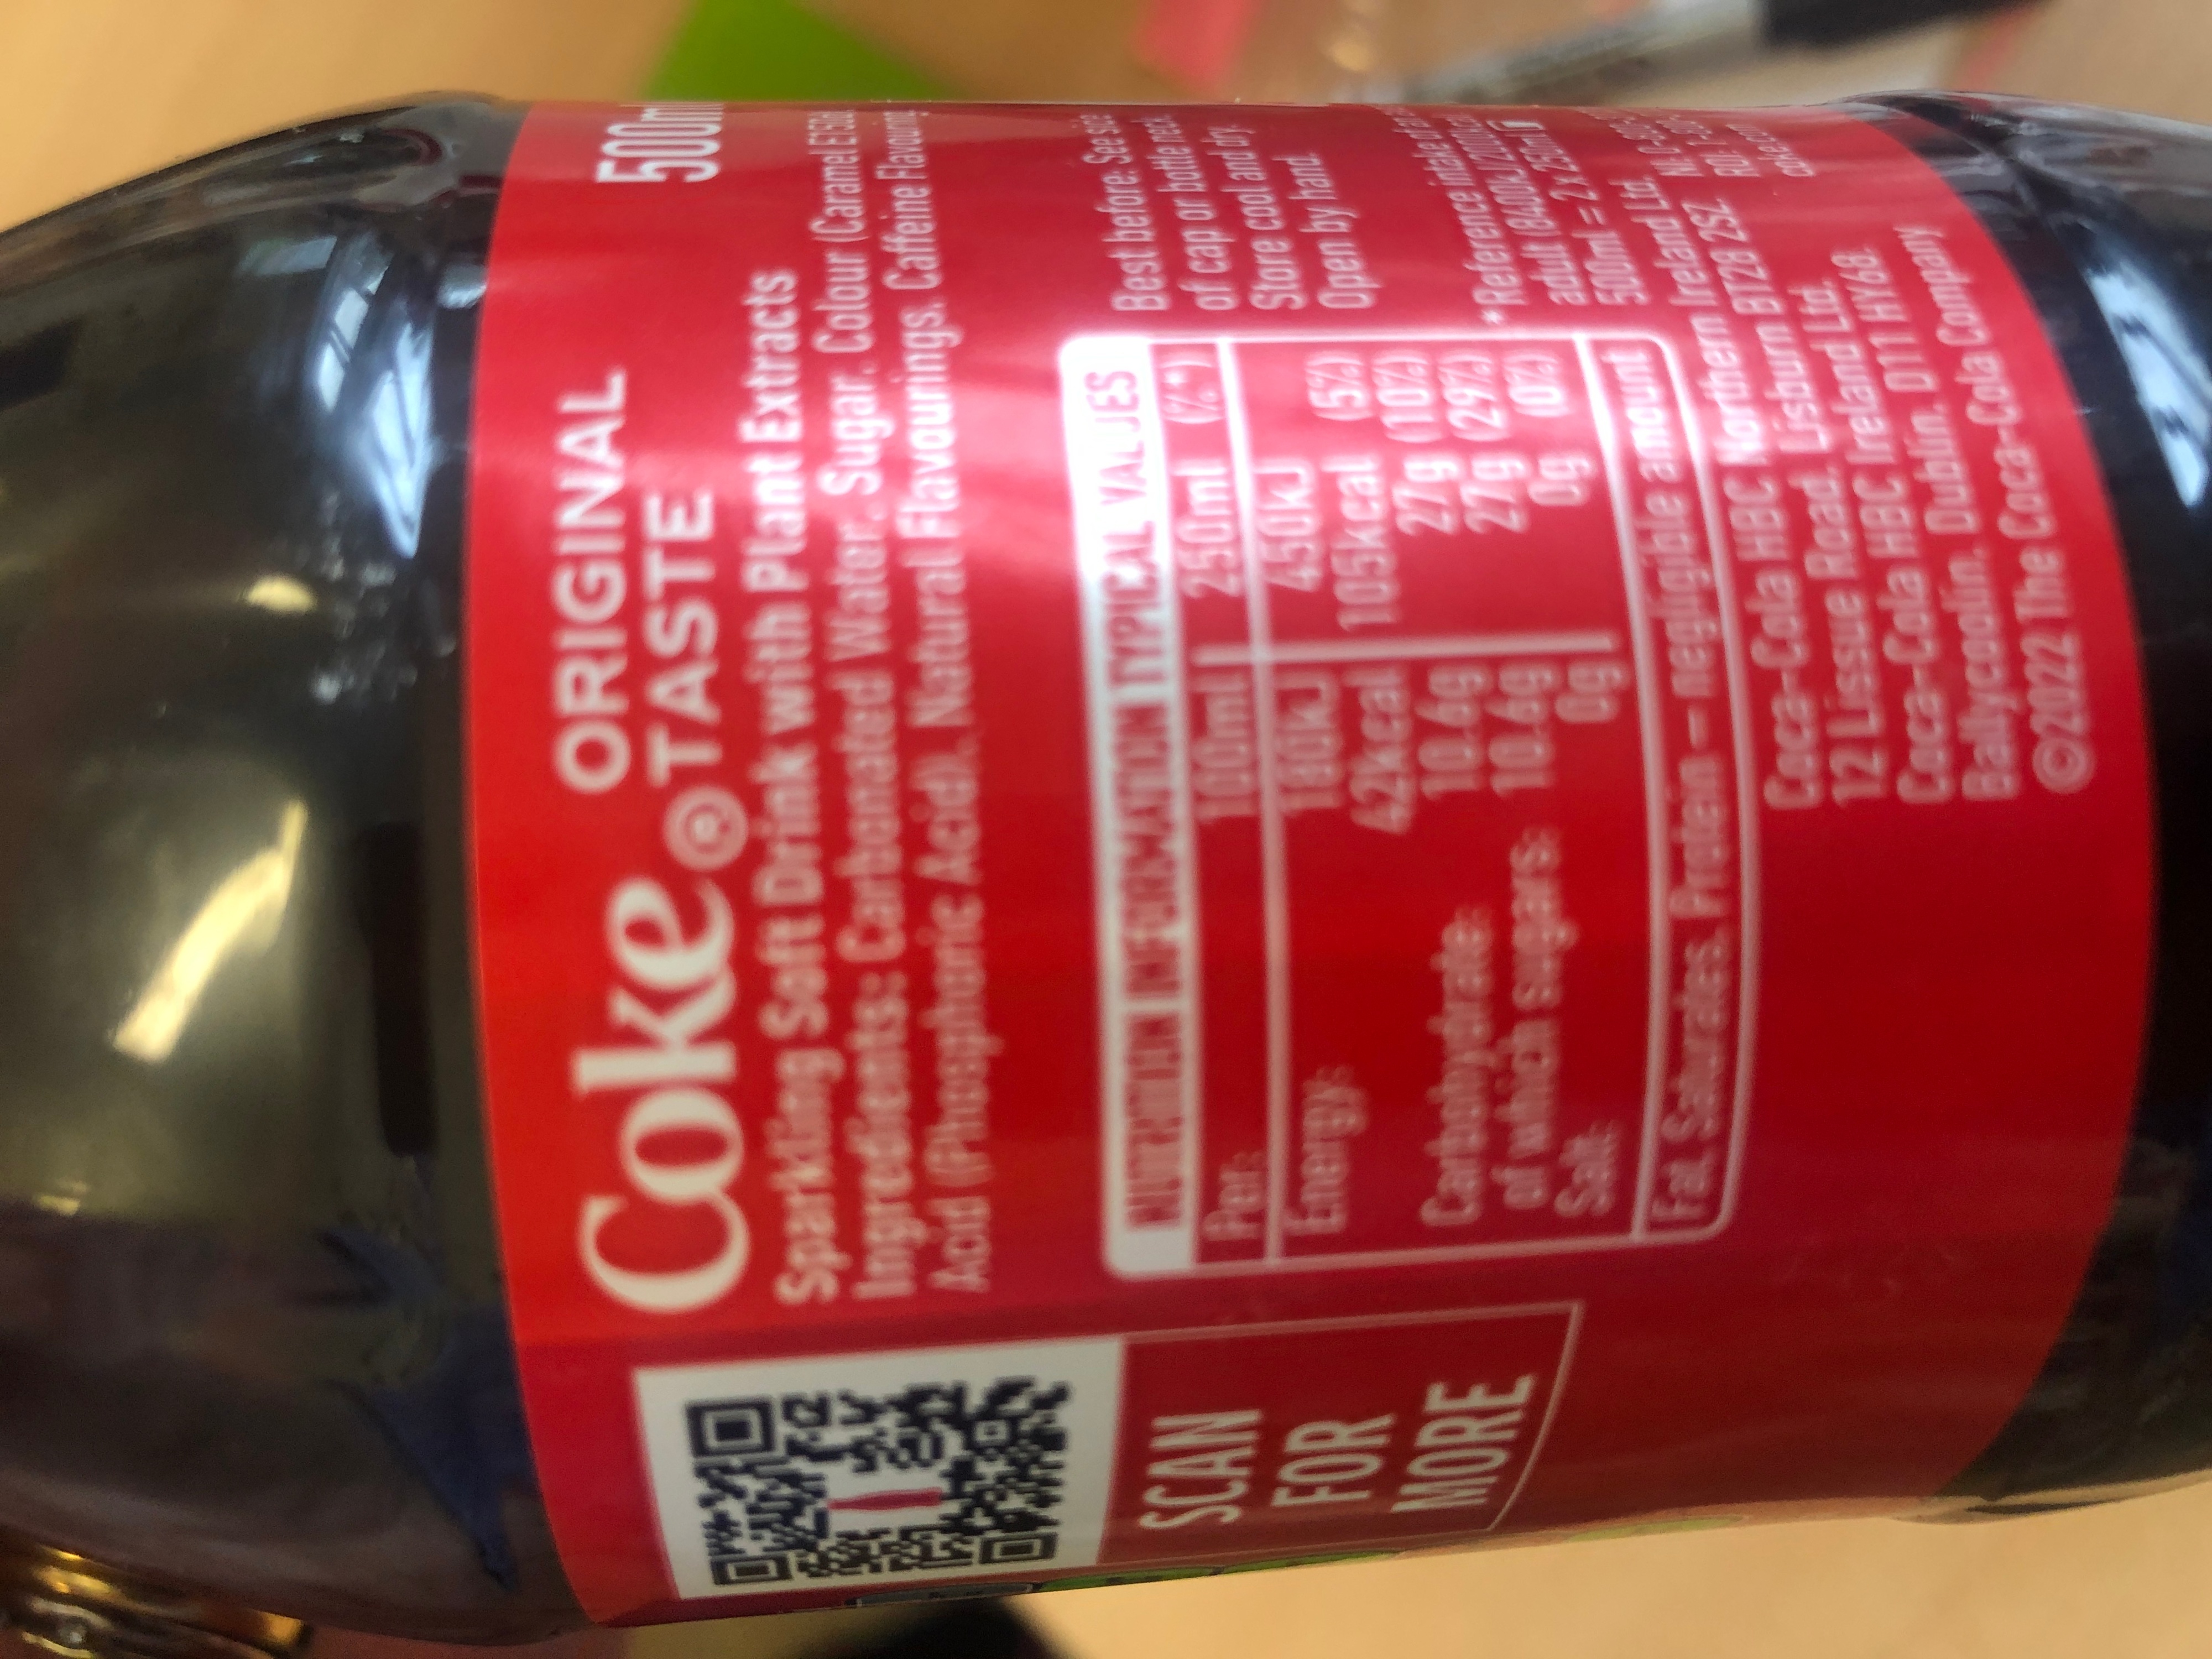 Coke® ORIGINAL TASTE
500ml
Sparkling Soft Drink with Plant Extracts
Ingredients: Carbonated Water, Sugar, Colour (Caramel E150d),
Acid (Phosphoric Acid), Natural Flavourings, Caffeine Flavouring
NUTRITION INFORMATION TYPICAL VALUES
Per: 100ml 250ml (%*)
Energy: 180kJ 450kJ
42kcal 105kcal (5%)
Carbohydrate: 10.6g 27g (10%)
of which sugars: 10.6g 27g (29%)
Salt: 0g 0g (0%)
Fat, Saturates, Protein – negligible amount
Best before: See side
of cap or bottle neck.
Store cool and dry.
Open by hand.
*Reference intake of
adult (8400kJ/2000kcal)
500ml = 2 x 250ml
Coca-Cola HBC Northern Ireland Ltd.
12 Lissue Road, Lisburn BT28 2SZ
Coca-Cola HBC Ireland Ltd.
Ballycoolin, Dublin, D11 HY68.
©2022 The Coca-Cola Company
SCAN
FOR
MORE